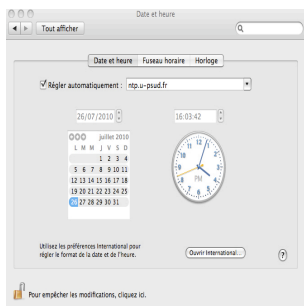 Date et heure
Tout afficher
Date et heure Fuseau horaire Horloge
Régler automatiquement : ntp.u-psud.fr
26/07/2010 16:03:42
juillet 2010
L M M J V S D
1 2 3 4
5 6 7 8 9 10 11
12 13 14 15 16 17 18
19 20 21 22 23 24 25
26 27 28 29 30 31
12 1 2 3 4 5 6 7 8 9 10 11
PM
Utilisez les préférences International pour
régler le format de la date et de l'heure.
Ouvrir International...
?
Pour empêcher les modifications, cliquez ici.